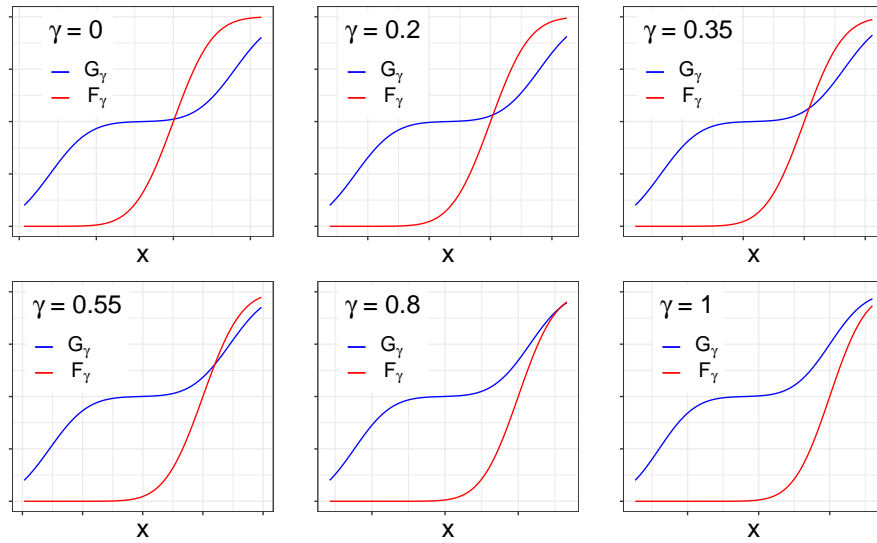 γ = 0
G_γ
F_γ
x
γ = 0.2
G_γ
F_γ
x
γ = 0.35
G_γ
F_γ
x
γ = 0.55
G_γ
F_γ
x
γ = 0.8
G_γ
F_γ
x
γ = 1
G_γ
F_γ
x